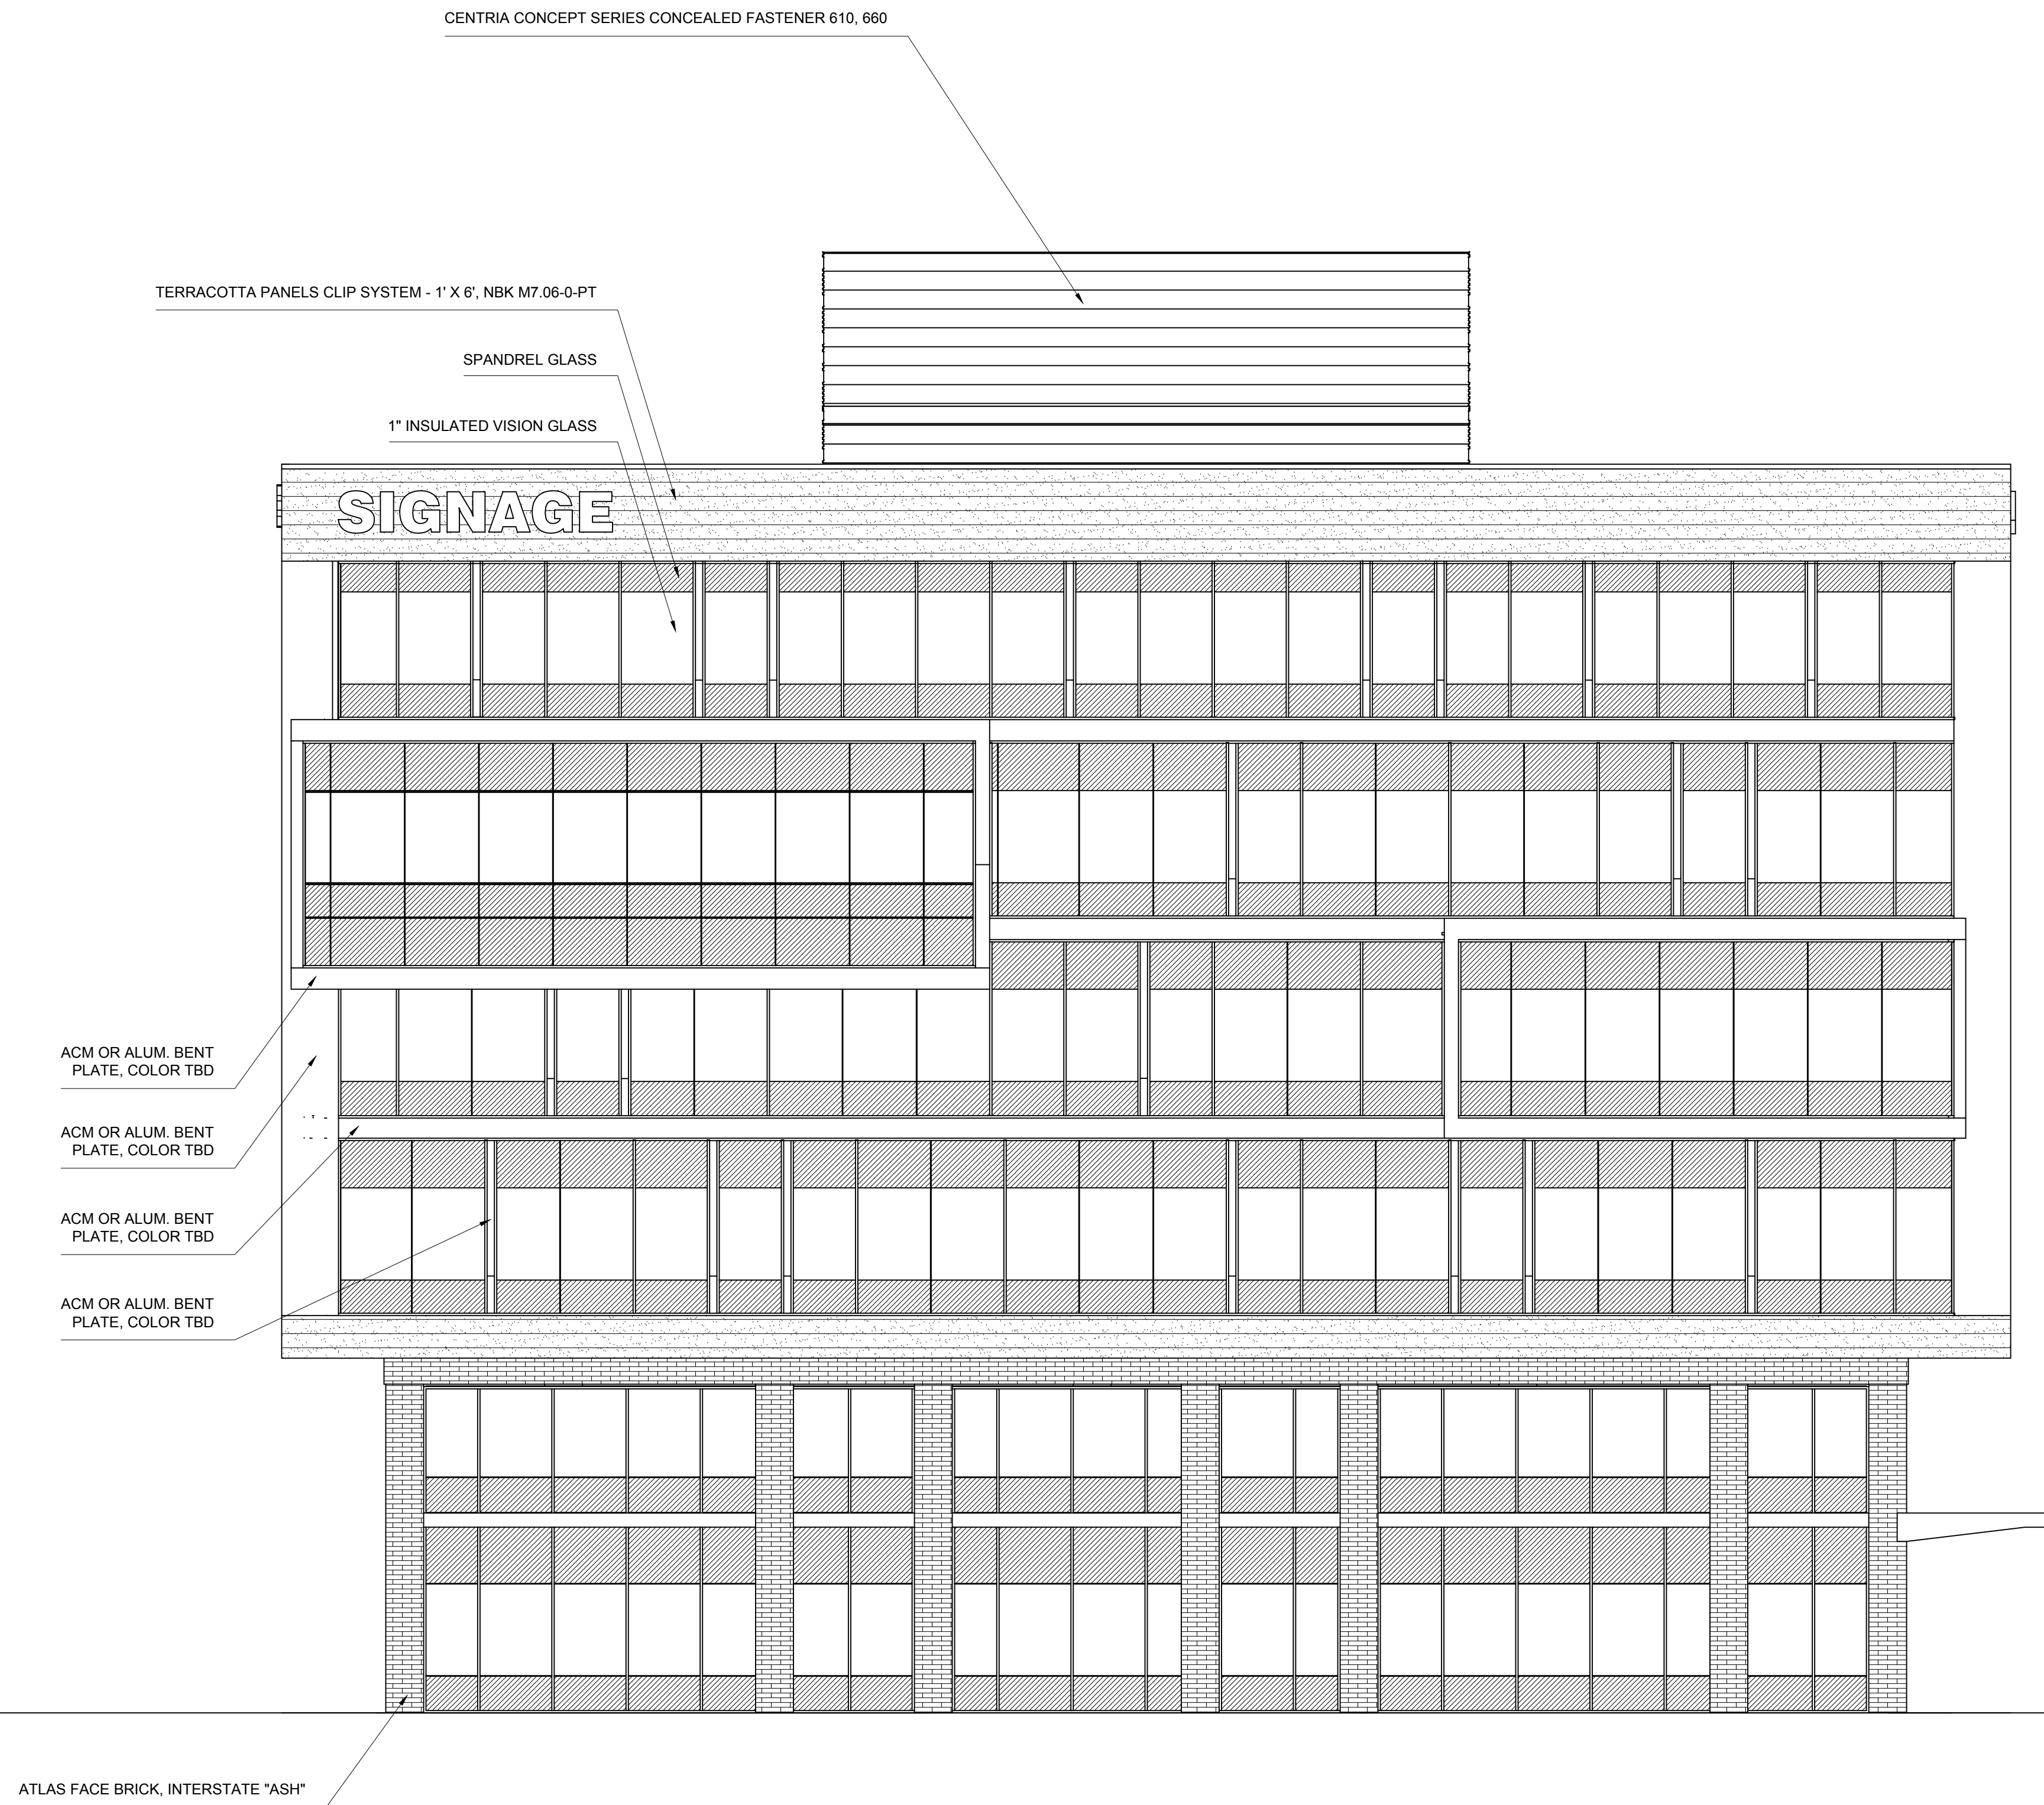 CENTRIA CONCEPT SERIES CONCEALED FASTENER 610, 660
TERRACOTTA PANELS CLIP SYSTEM - 1' X 6', NBK M7.06-0-PT
SPANDREL GLASS
1" INSULATED VISION GLASS
SIGNAGE
ACM OR ALUM. BENT
PLATE, COLOR TBD
ACM OR ALUM. BENT
PLATE, COLOR TBD
ACM OR ALUM. BENT
PLATE, COLOR TBD
ACM OR ALUM. BENT
PLATE, COLOR TBD
ATLAS FACE BRICK, INTERSTATE "ASH"